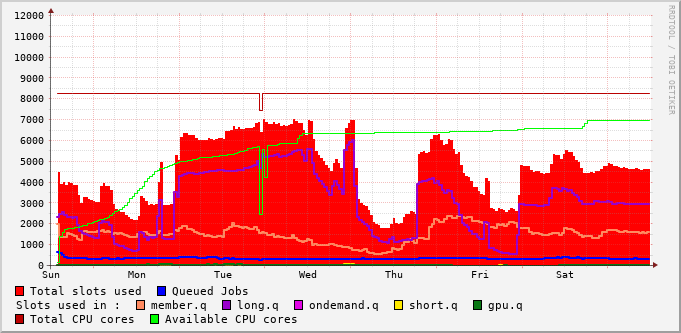 12000
11000
10000
9000
8000
7000
6000
5000
4000
3000
2000
1000
0
Sun Mon Tue Wed Thu Fri Sat
Total slots used Queued Jobs
Slots used in : member.q long.q ondemand.q short.q gpu.q
Total CPU cores Available CPU cores
RRDTOOL / TOBI OETIKER